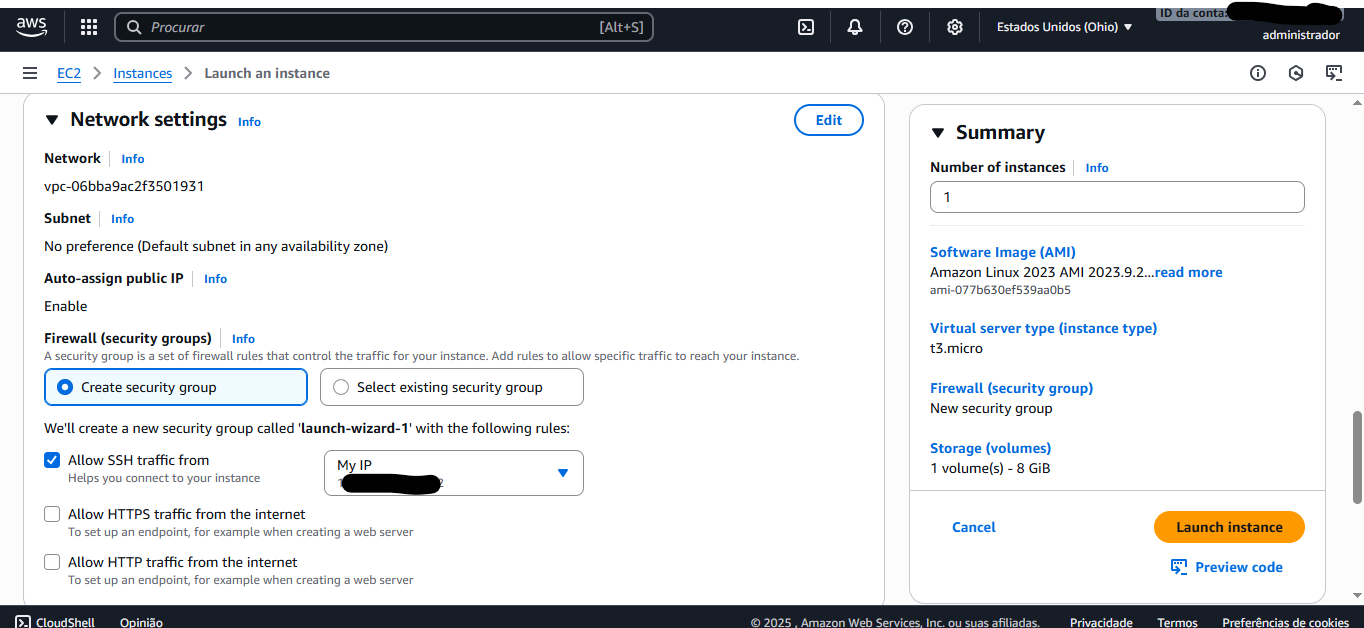 aws
Procurar
[Alt+S]
Estados Unidos (Ohio)
ID da conta:
administrador
EC2
Instances
Launch an instance
Network settings
Info
Edit
Network
Info
vpc-06bba9ac2f3501931
Subnet
Info
No preference (Default subnet in any availability zone)
Auto-assign public IP
Info
Enable
Firewall (security groups)
Info
A security group is a set of firewall rules that control the traffic for your instance. Add rules to allow specific traffic to reach your instance.
Create security group
Select existing security group
We'll create a new security group called 'launch-wizard-1' with the following rules:
Allow SSH traffic from
Helps you connect to your instance
My IP
Allow HTTPS traffic from the internet
To set up an endpoint, for example when creating a web server
Allow HTTP traffic from the internet
To set up an endpoint, for example when creating a web server
Summary
Number of instances
Info
1
Software Image (AMI)
Amazon Linux 2023 AMI 2023.9.2...read more
ami-077b630ef539aa0b5
Virtual server type (instance type)
t3.micro
Firewall (security group)
New security group
Storage (volumes)
1 volume(s) - 8 GiB
Cancel
Launch instance
Preview code
CloudShell
Opinião
© 2025 , Amazon Web Services, Inc. ou suas afiliadas.
Privacidade
Termos
Preferências de cookies